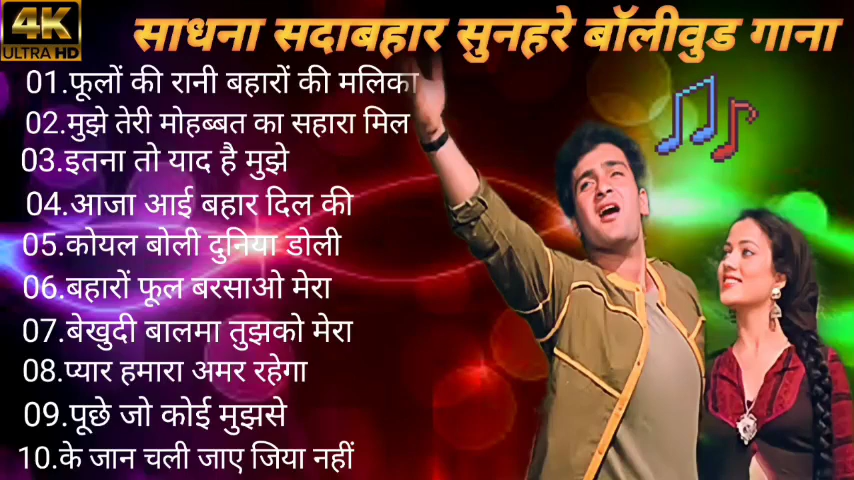 4K
ULTRA HD
साधना सदाबहार सुनहरे बॉलीवुड गाना
01.फूलों की रानी बहारों की मलिका
02.मुझे तेरी मोहब्बत का सहारा मिल
03.इतना तो याद है मुझे
04.आजा आई बहार दिल की
05.कोयल बोली दुनिया डोली
06.बहारों फूल बरसाओ मेरा
07.बेखुदी बालमा तुझको मेरा
08.प्यार हमारा अमर रहेगा
09.पूछे जो कोई मुझसे
10.के जान चली जाए जिया नहीं